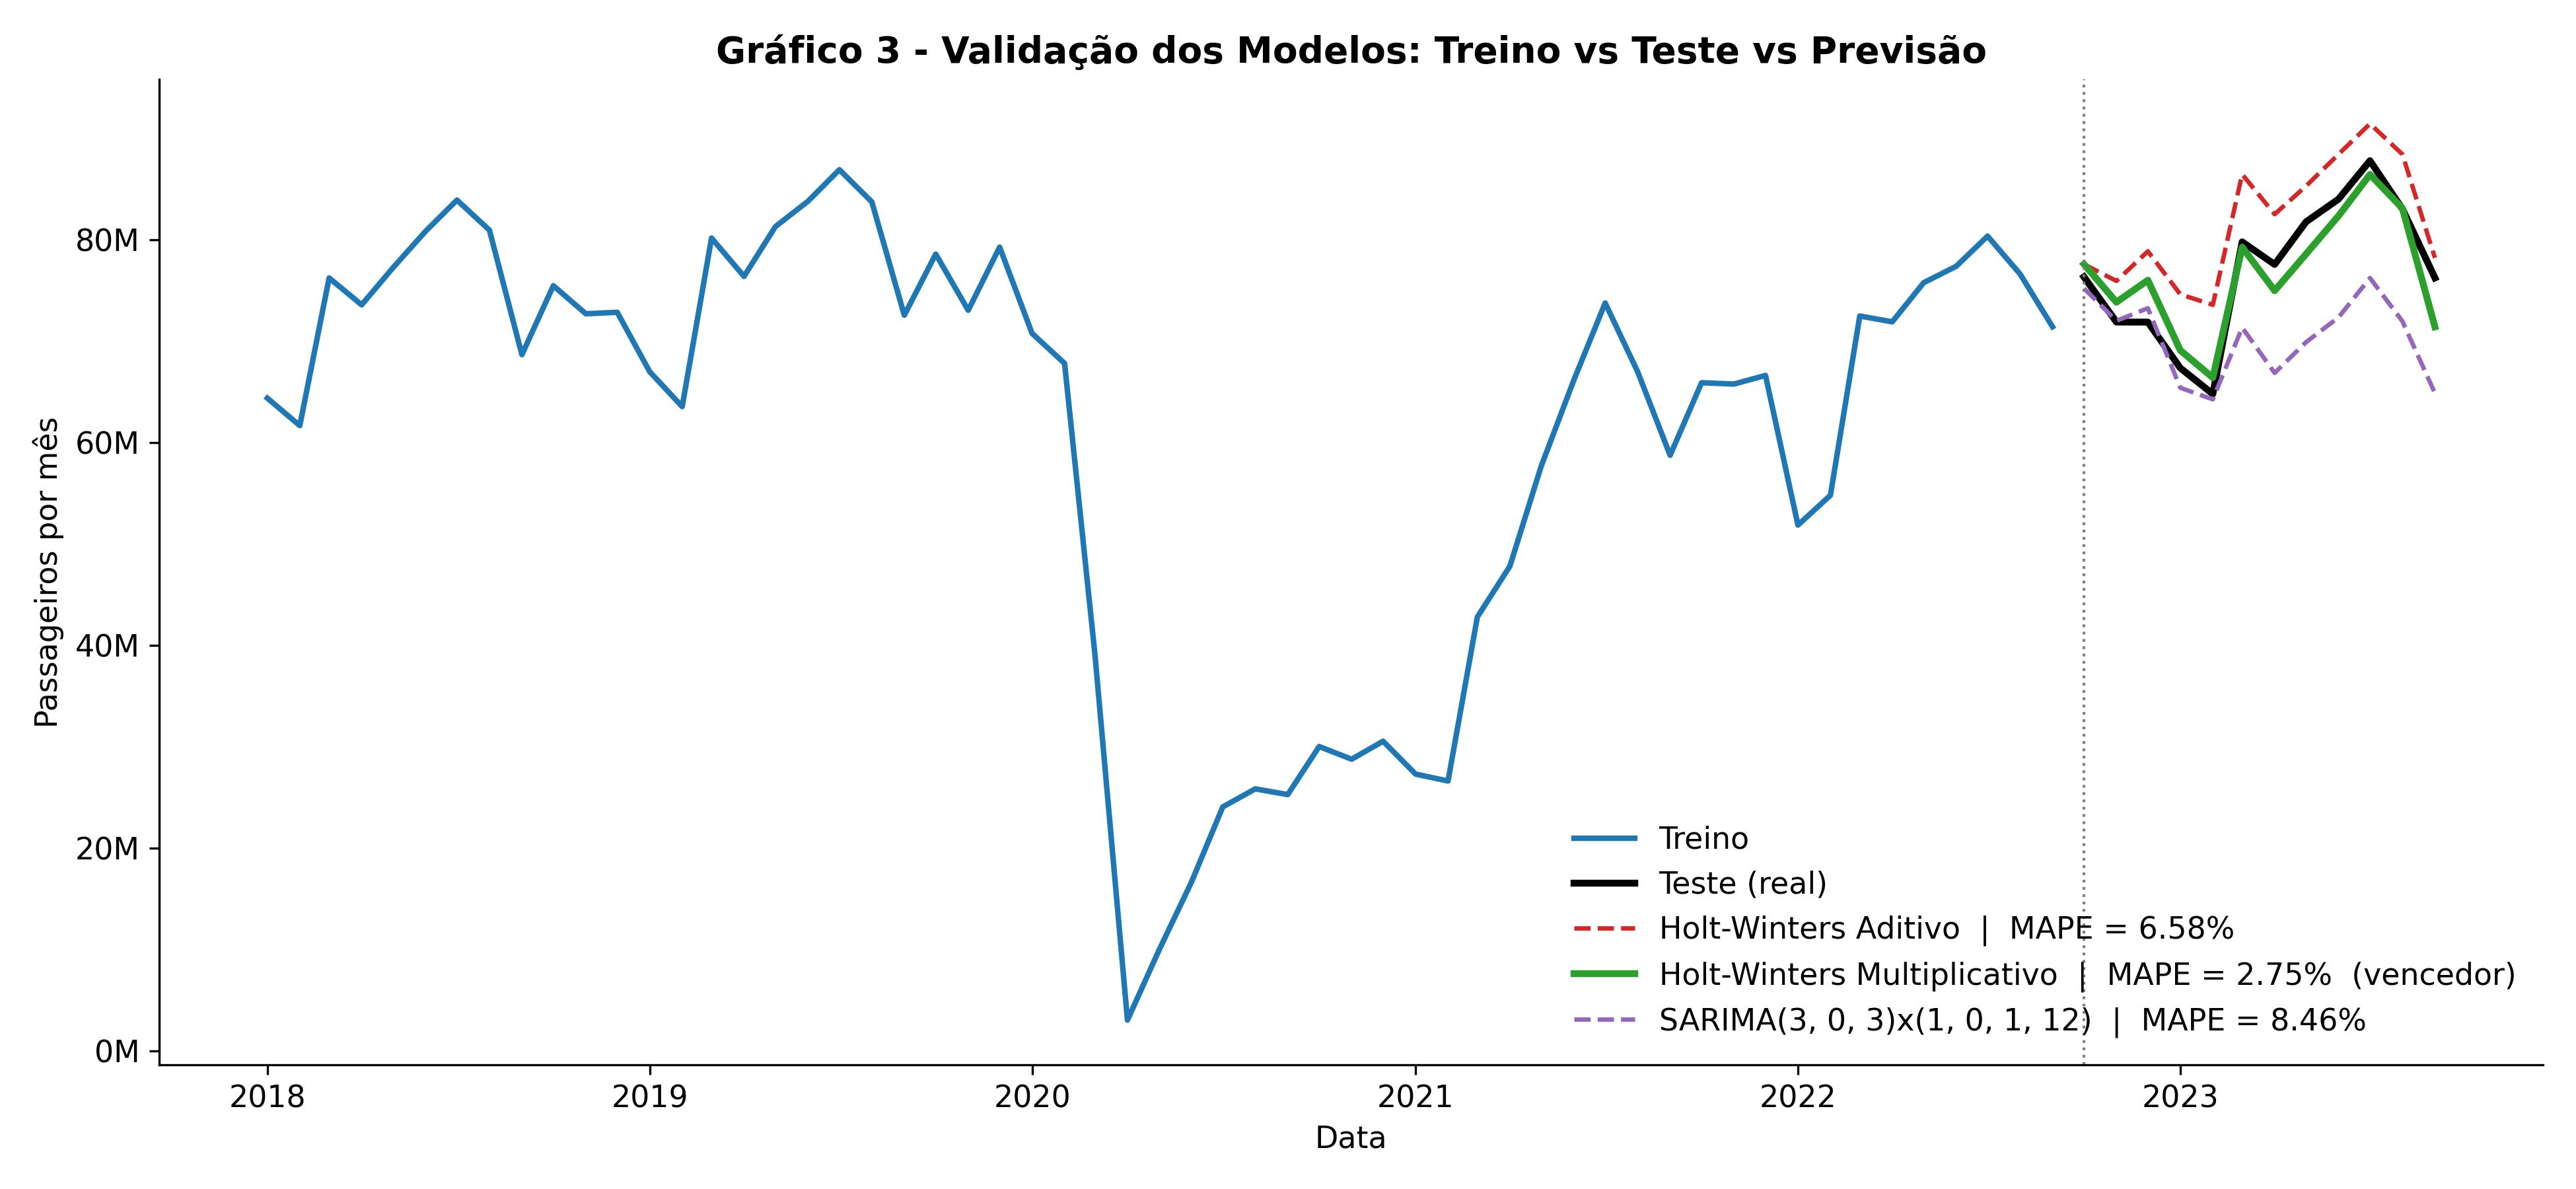 Gráfico 3 - Validação dos Modelos: Treino vs Teste vs Previsão
Passageiros por mês
80M
60M
40M
20M
0M
2018
2019
2020
2021
2022
2023
Data
Treino
Teste (real)
Holt-Winters Aditivo | MAPE = 6.58%
Holt-Winters Multiplicativo | MAPE = 2.75% (vencedor)
SARIMA(3, 0, 3)x(1, 0, 1, 12) | MAPE = 8.46%